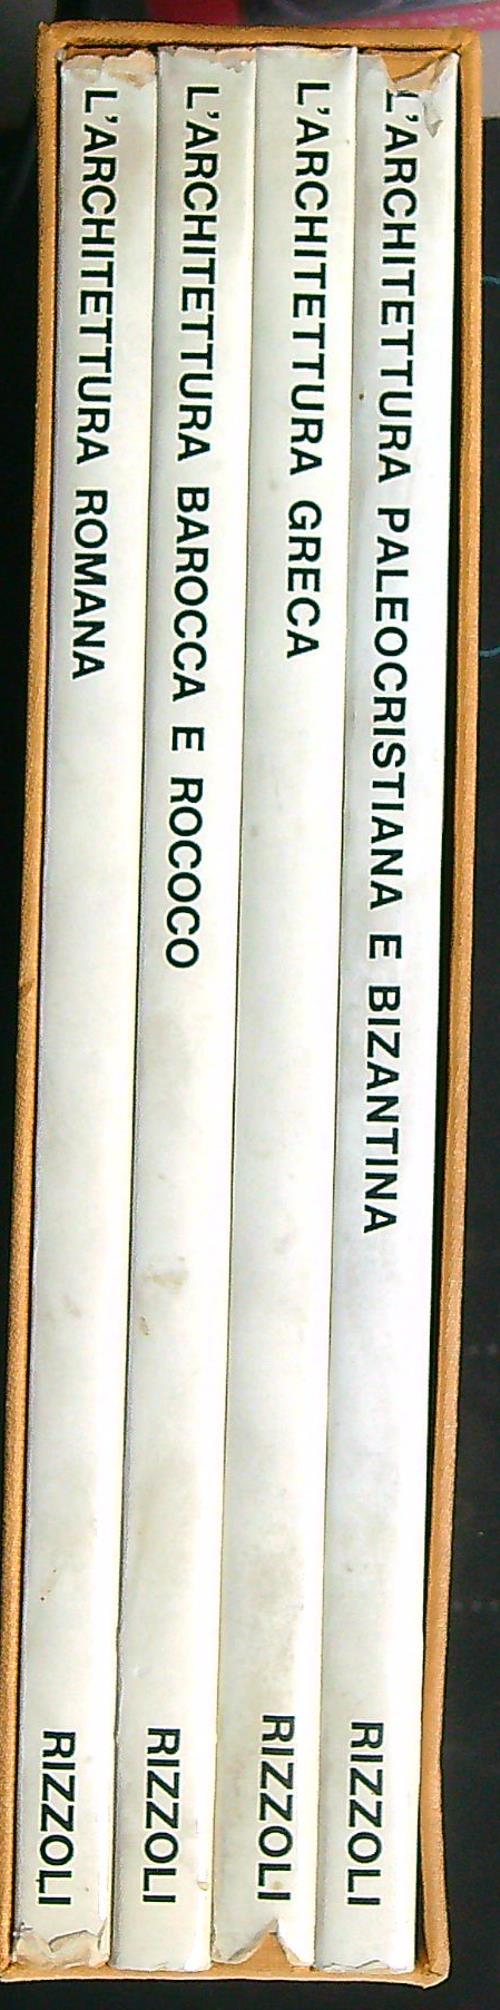 L'ARCHITETTURA ROMANA
RIZZOLI
L'ARCHITETTURA BAROCCA E ROCOCO
RIZZOLI
L'ARCHITETTURA GRECA
RIZZOLI
L'ARCHITETTURA PALEOCRISTIANA E BIZANTINA
RIZZOLI